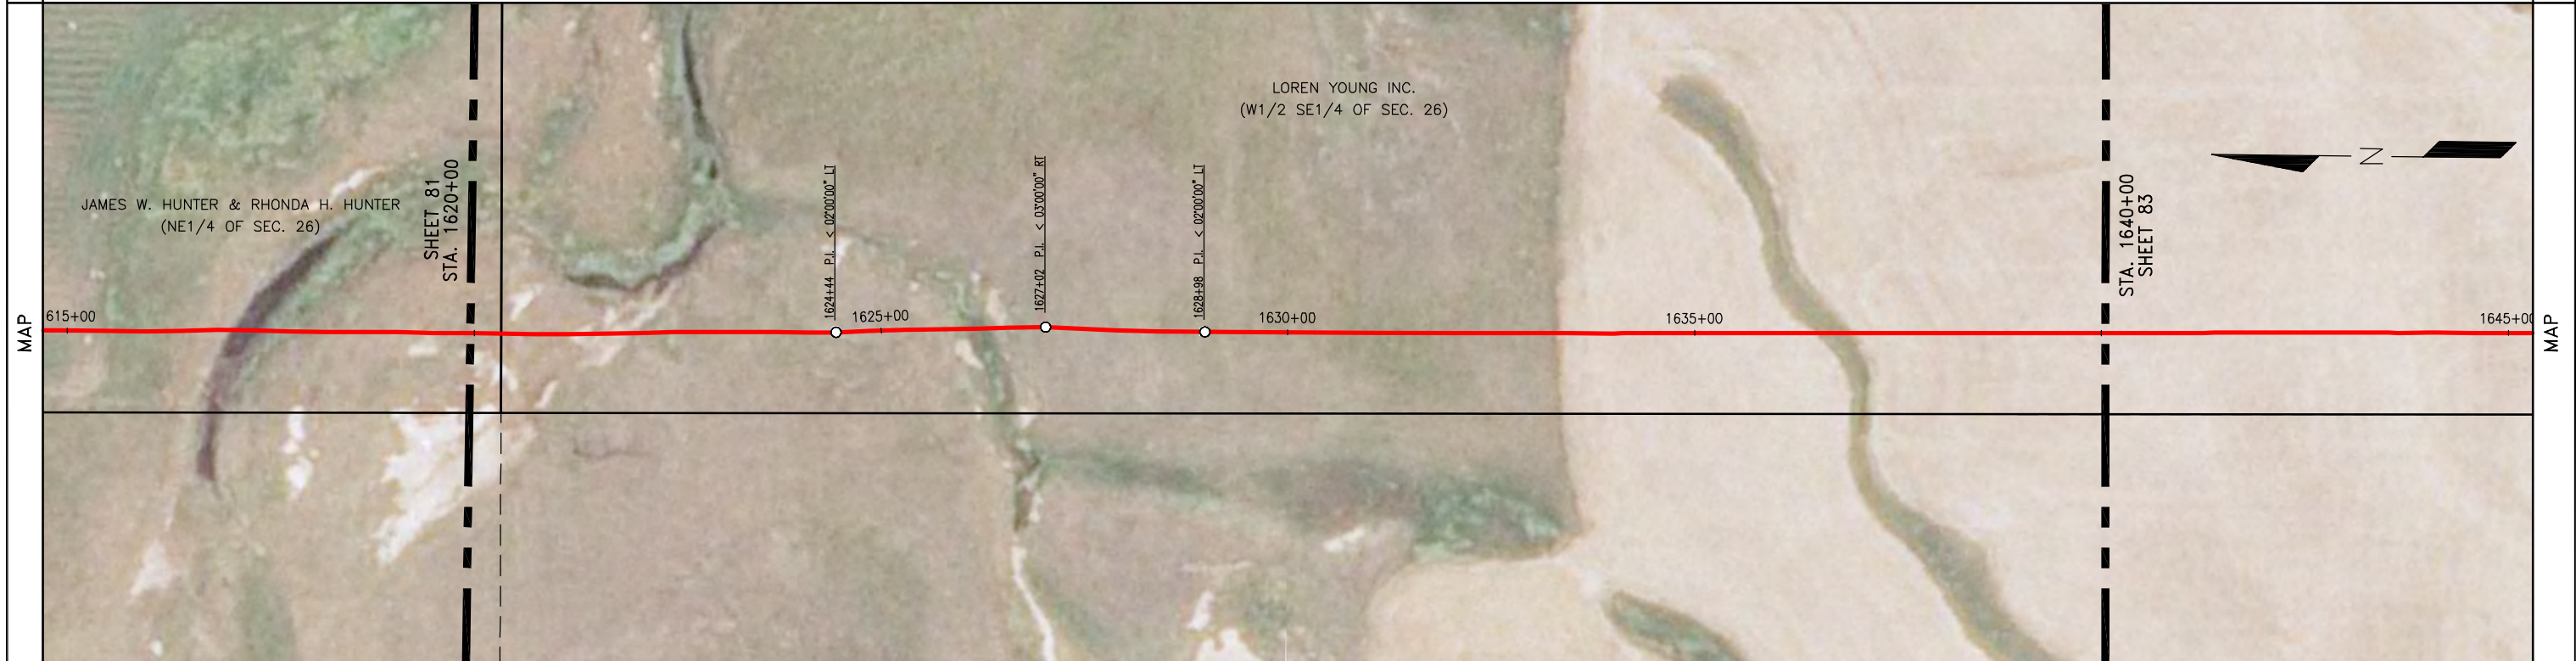 LOREN YOUNG INC.
(W1/2 SE1/4 OF SEC. 26)
JAMES W. HUNTER & RHONDA H. HUNTER
(NE1/4 OF SEC. 26)
SHEET 81
STA. 1620+00
1624+44 P.I. < 02°00'00" LT
1627+02 P.I. < 03°00'00" RT
1628+98 P.I. < 02°00'00" LT
N
STA. 1640+00
SHEET 83
MAP
615+00
1625+00
1630+00
1635+00
1645+00
MAP